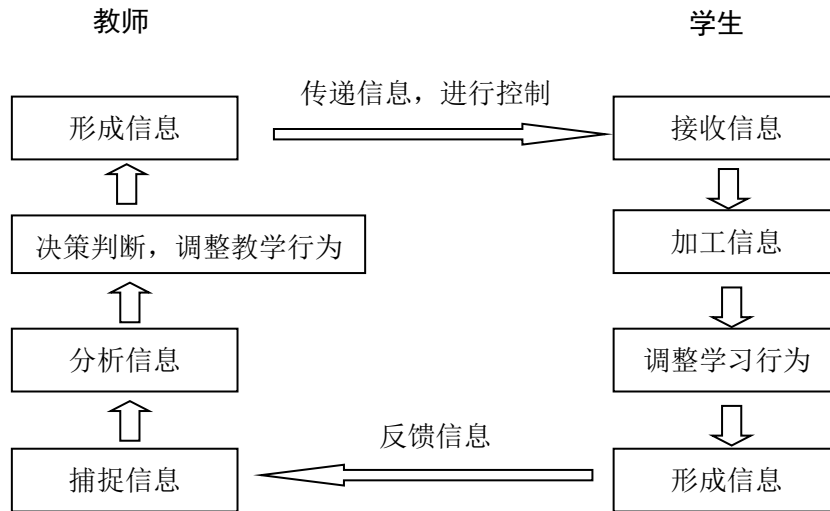 教师
学生
传递信息，进行控制
形成信息
接收信息
决策判断，调整教学行为
加工信息
分析信息
调整学习行为
反馈信息
捕捉信息
形成信息